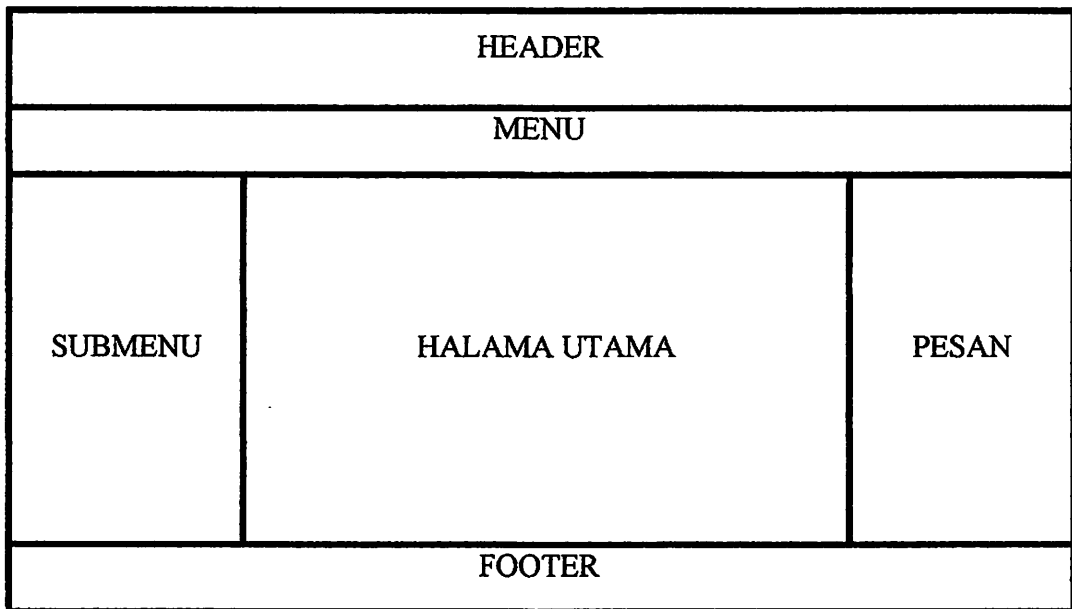 HEADER
MENU
SUBMENU
HALAMA UTAMA
PESAN
FOOTER